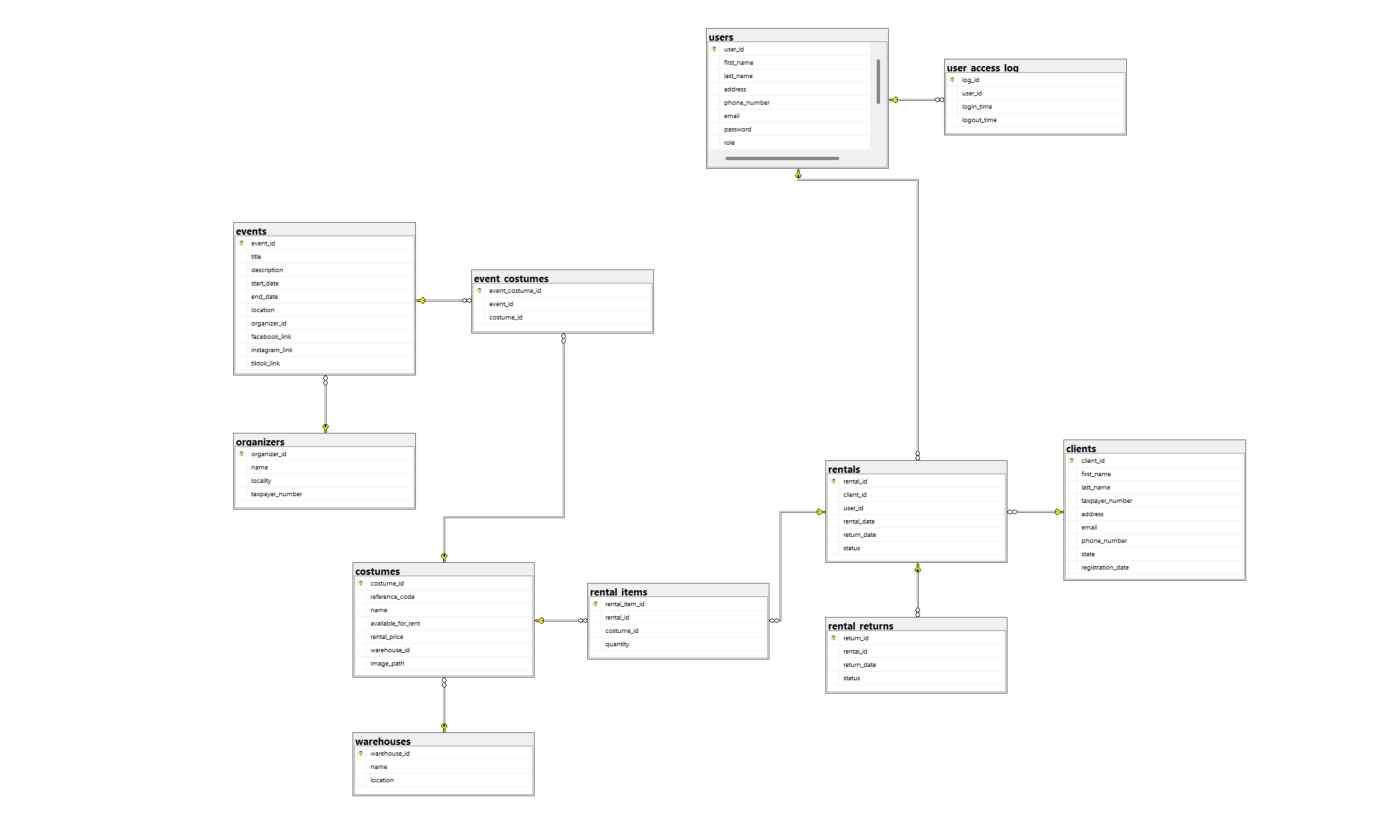 users
user_id
first_name
last_name
address
phone_number
email
password
role
user_access_log
log_id
user_id
login_time
logout_time
events
event_id
title
description
start_date
end_date
location
organizer_id
facebook_link
instagram_link
tiktok_link
event_costumes
event_costume_id
event_id
costume_id
organizers
organizer_id
name
locality
taxpayer_number
rentals
rental_id
client_id
user_id
rental_date
return_date
status
clients
client_id
first_name
last_name
taxpayer_number
address
email
phone_number
state
registration_date
costumes
costume_id
reference_code
name
available_for_rent
rental_price
warehouse_id
image_path
rental_items
rental_item_id
rental_id
costume_id
quantity
rental_returns
return_id
rental_id
return_date
status
warehouses
warehouse_id
name
location